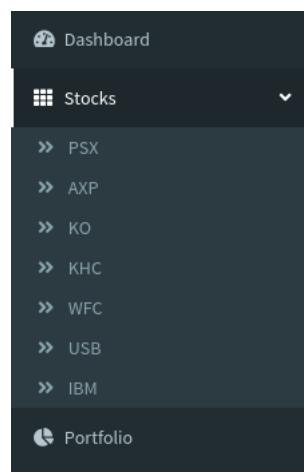 Dashboard
Stocks
PSX
AXP
KO
KHC
WFC
USB
IBM
Portfolio